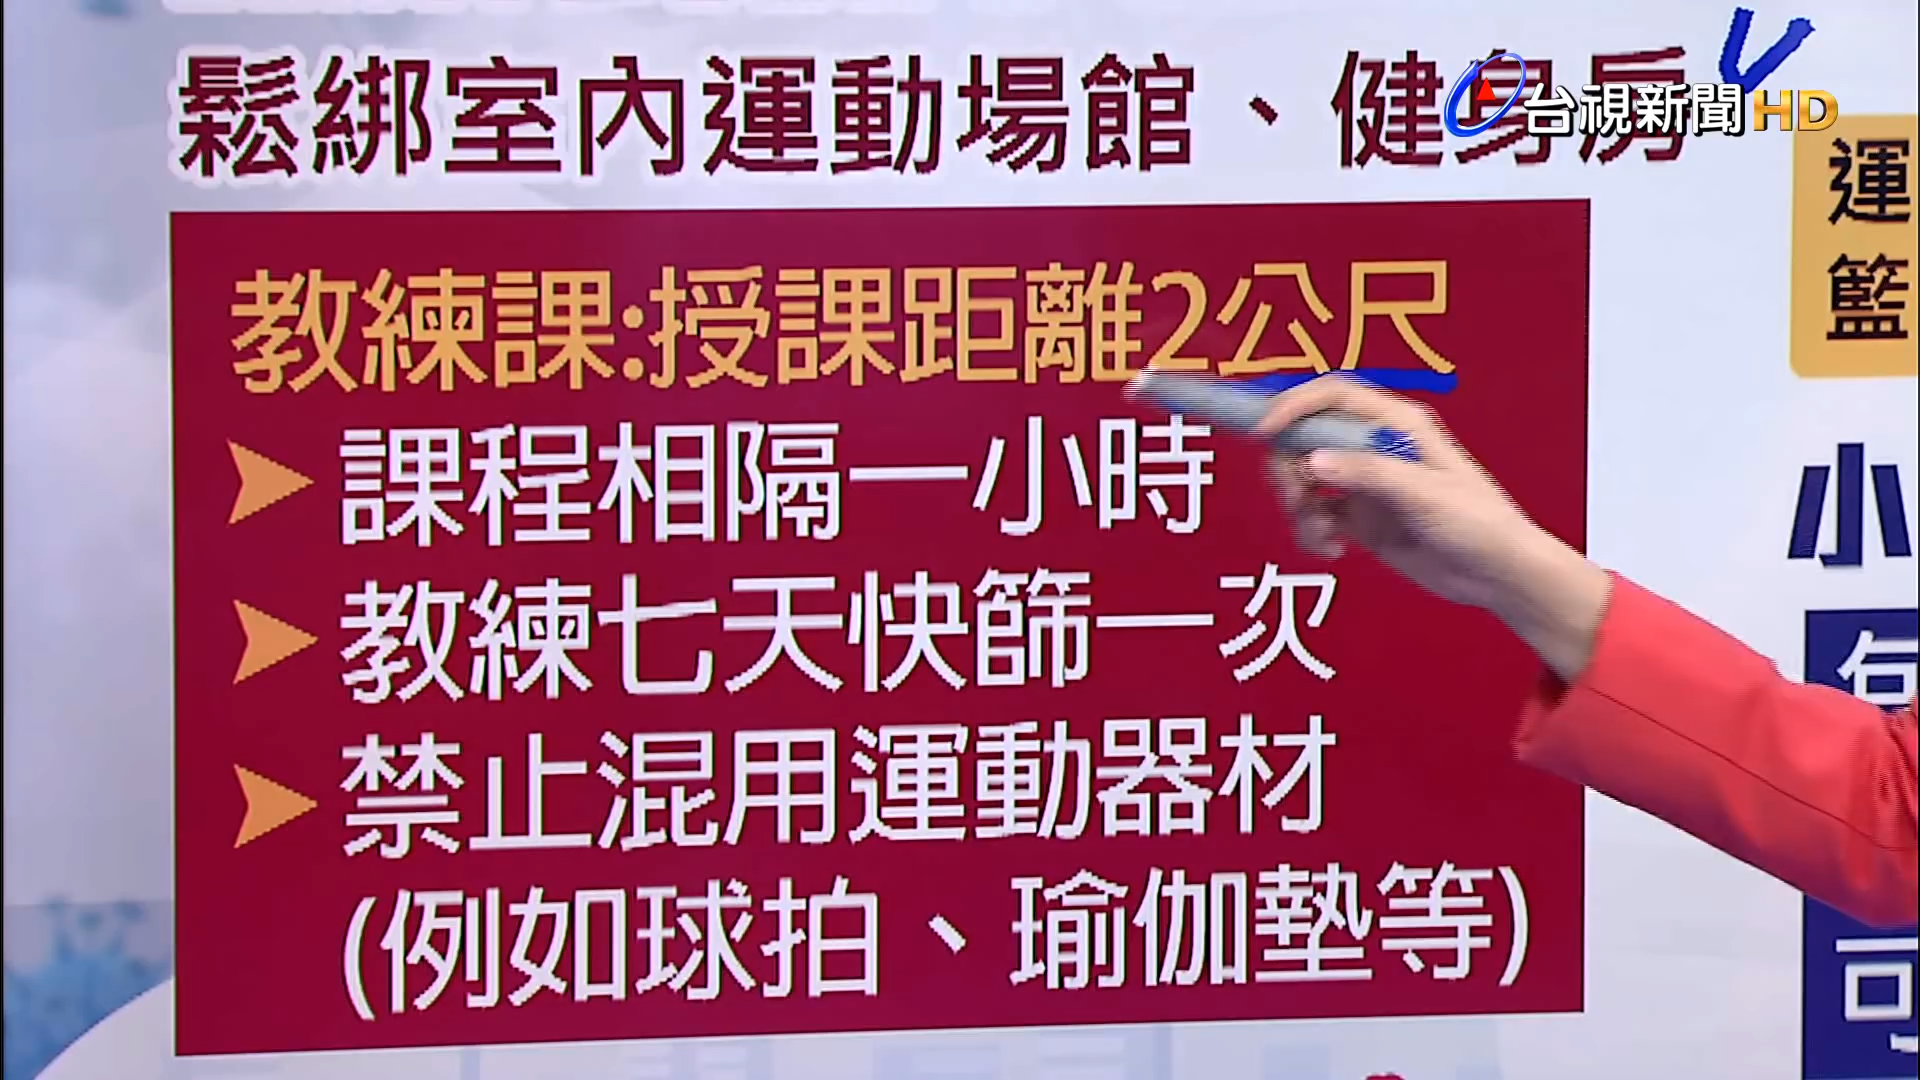 鬆綁室內運動場館、健身房
台視新聞HD
教練課:授課距離2公尺
課程相隔一小時
教練七天快篩一次
禁止混用運動器材
(例如球拍、瑜伽墊等)
運
籃
小
可